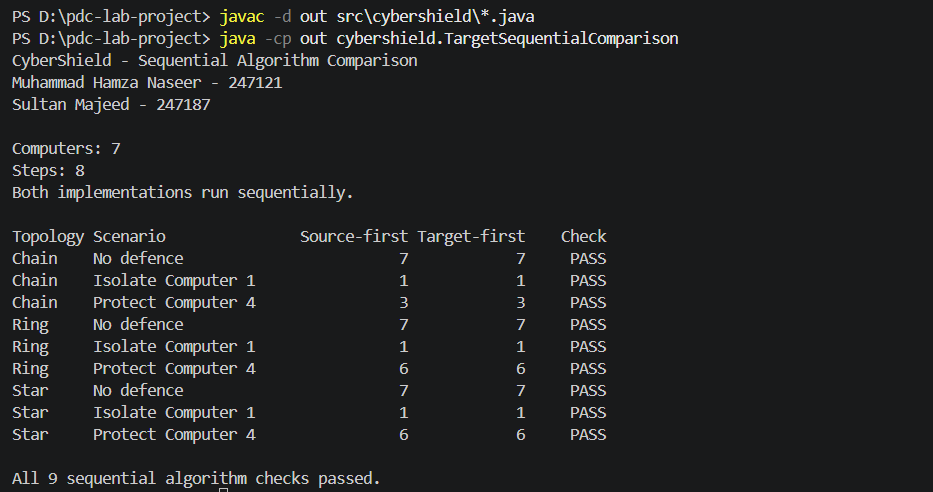 PS D:\pdc-lab-project> javac -d out src\cybershield\*.java
PS D:\pdc-lab-project> java -cp out cybershield.TargetSequentialComparison
CyberShield - Sequential Algorithm Comparison
Muhammad Hamza Naseer - 247121
Sultan Majeed - 247187

Computers: 7
Steps: 8
Both implementations run sequentially.

Topology Scenario               Source-first Target-first    Check
Chain    No defence                        7            7     PASS
Chain    Isolate Computer 1                1            1     PASS
Chain    Protect Computer 4                3            3     PASS
Ring     No defence                        7            7     PASS
Ring     Isolate Computer 1                1            1     PASS
Ring     Protect Computer 4                6            6     PASS
Star     No defence                        7            7     PASS
Star     Isolate Computer 1                1            1     PASS
Star     Protect Computer 4                6            6     PASS

All 9 sequential algorithm checks passed.